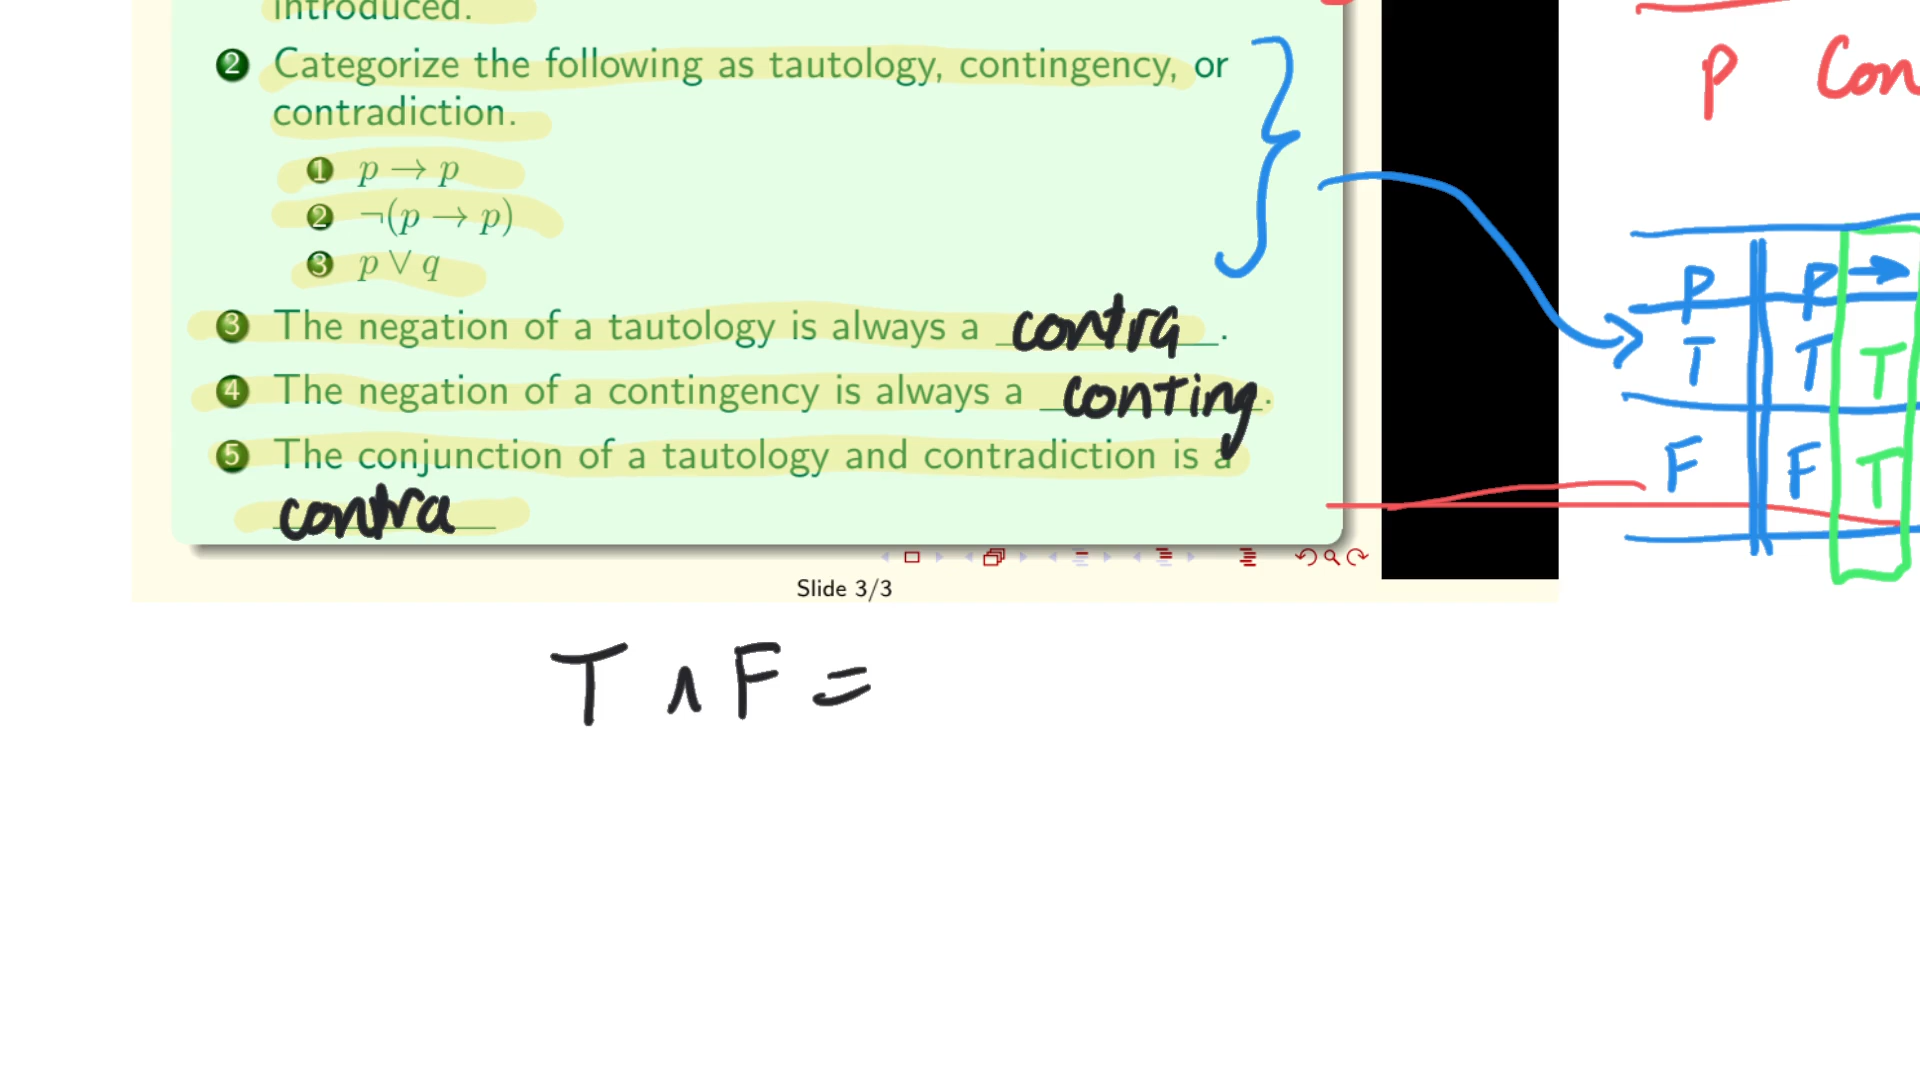 introduced.
2 Categorize the following as tautology, contingency, or
contradiction.
1 p → p
2 ¬(p → p)
3 p ∨ q
3 The negation of a tautology is always a contra.
4 The negation of a contingency is always a conting.
5 The conjunction of a tautology and contradiction is a
contra
Slide 3/3
T ∧ F =
P Con
P P →
T T T
F F T